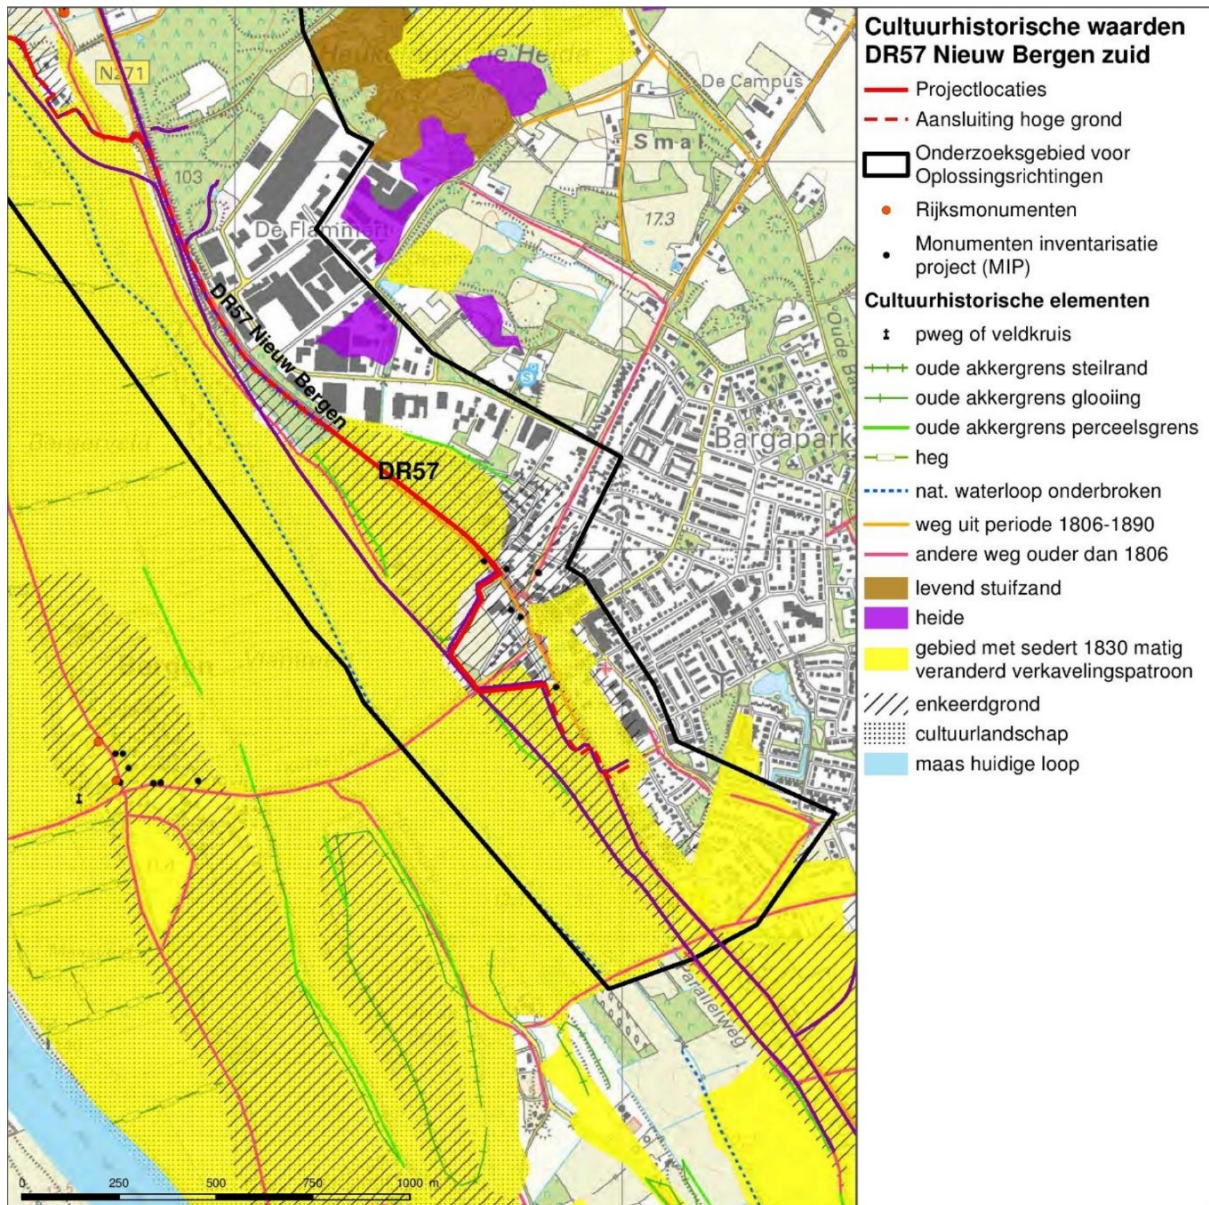 Cultuurhistorische waarden
DR57 Nieuw Bergen zuid
Projectlocaties
Aansluiting hoge grond
Onderzoeksgebied voor
Oplossingsrichtingen
Rijksmonumenten
Monumenten inventarisatie
project (MIP)
Cultuurhistorische elementen
pweg of veldkruis
oude akkergrens steilrand
oude akkergrens glooiing
oude akkergrens perceelsgrens
heg
nat. waterloop onderbroken
weg uit periode 1806-1890
andere weg ouder dan 1806
levend stuifzand
heide
gebied met sedert 1830 matig
veranderd verkavelingspatroon
enkeerdgrond
cultuurlandschap
maas huidige loop
N271
De Campus
Smal
103
17.3
De Flammert
DR57 Nieuw Bergen
DR57
Bargapark
Oude
Parallelweg
0 250 500 750 1000 m